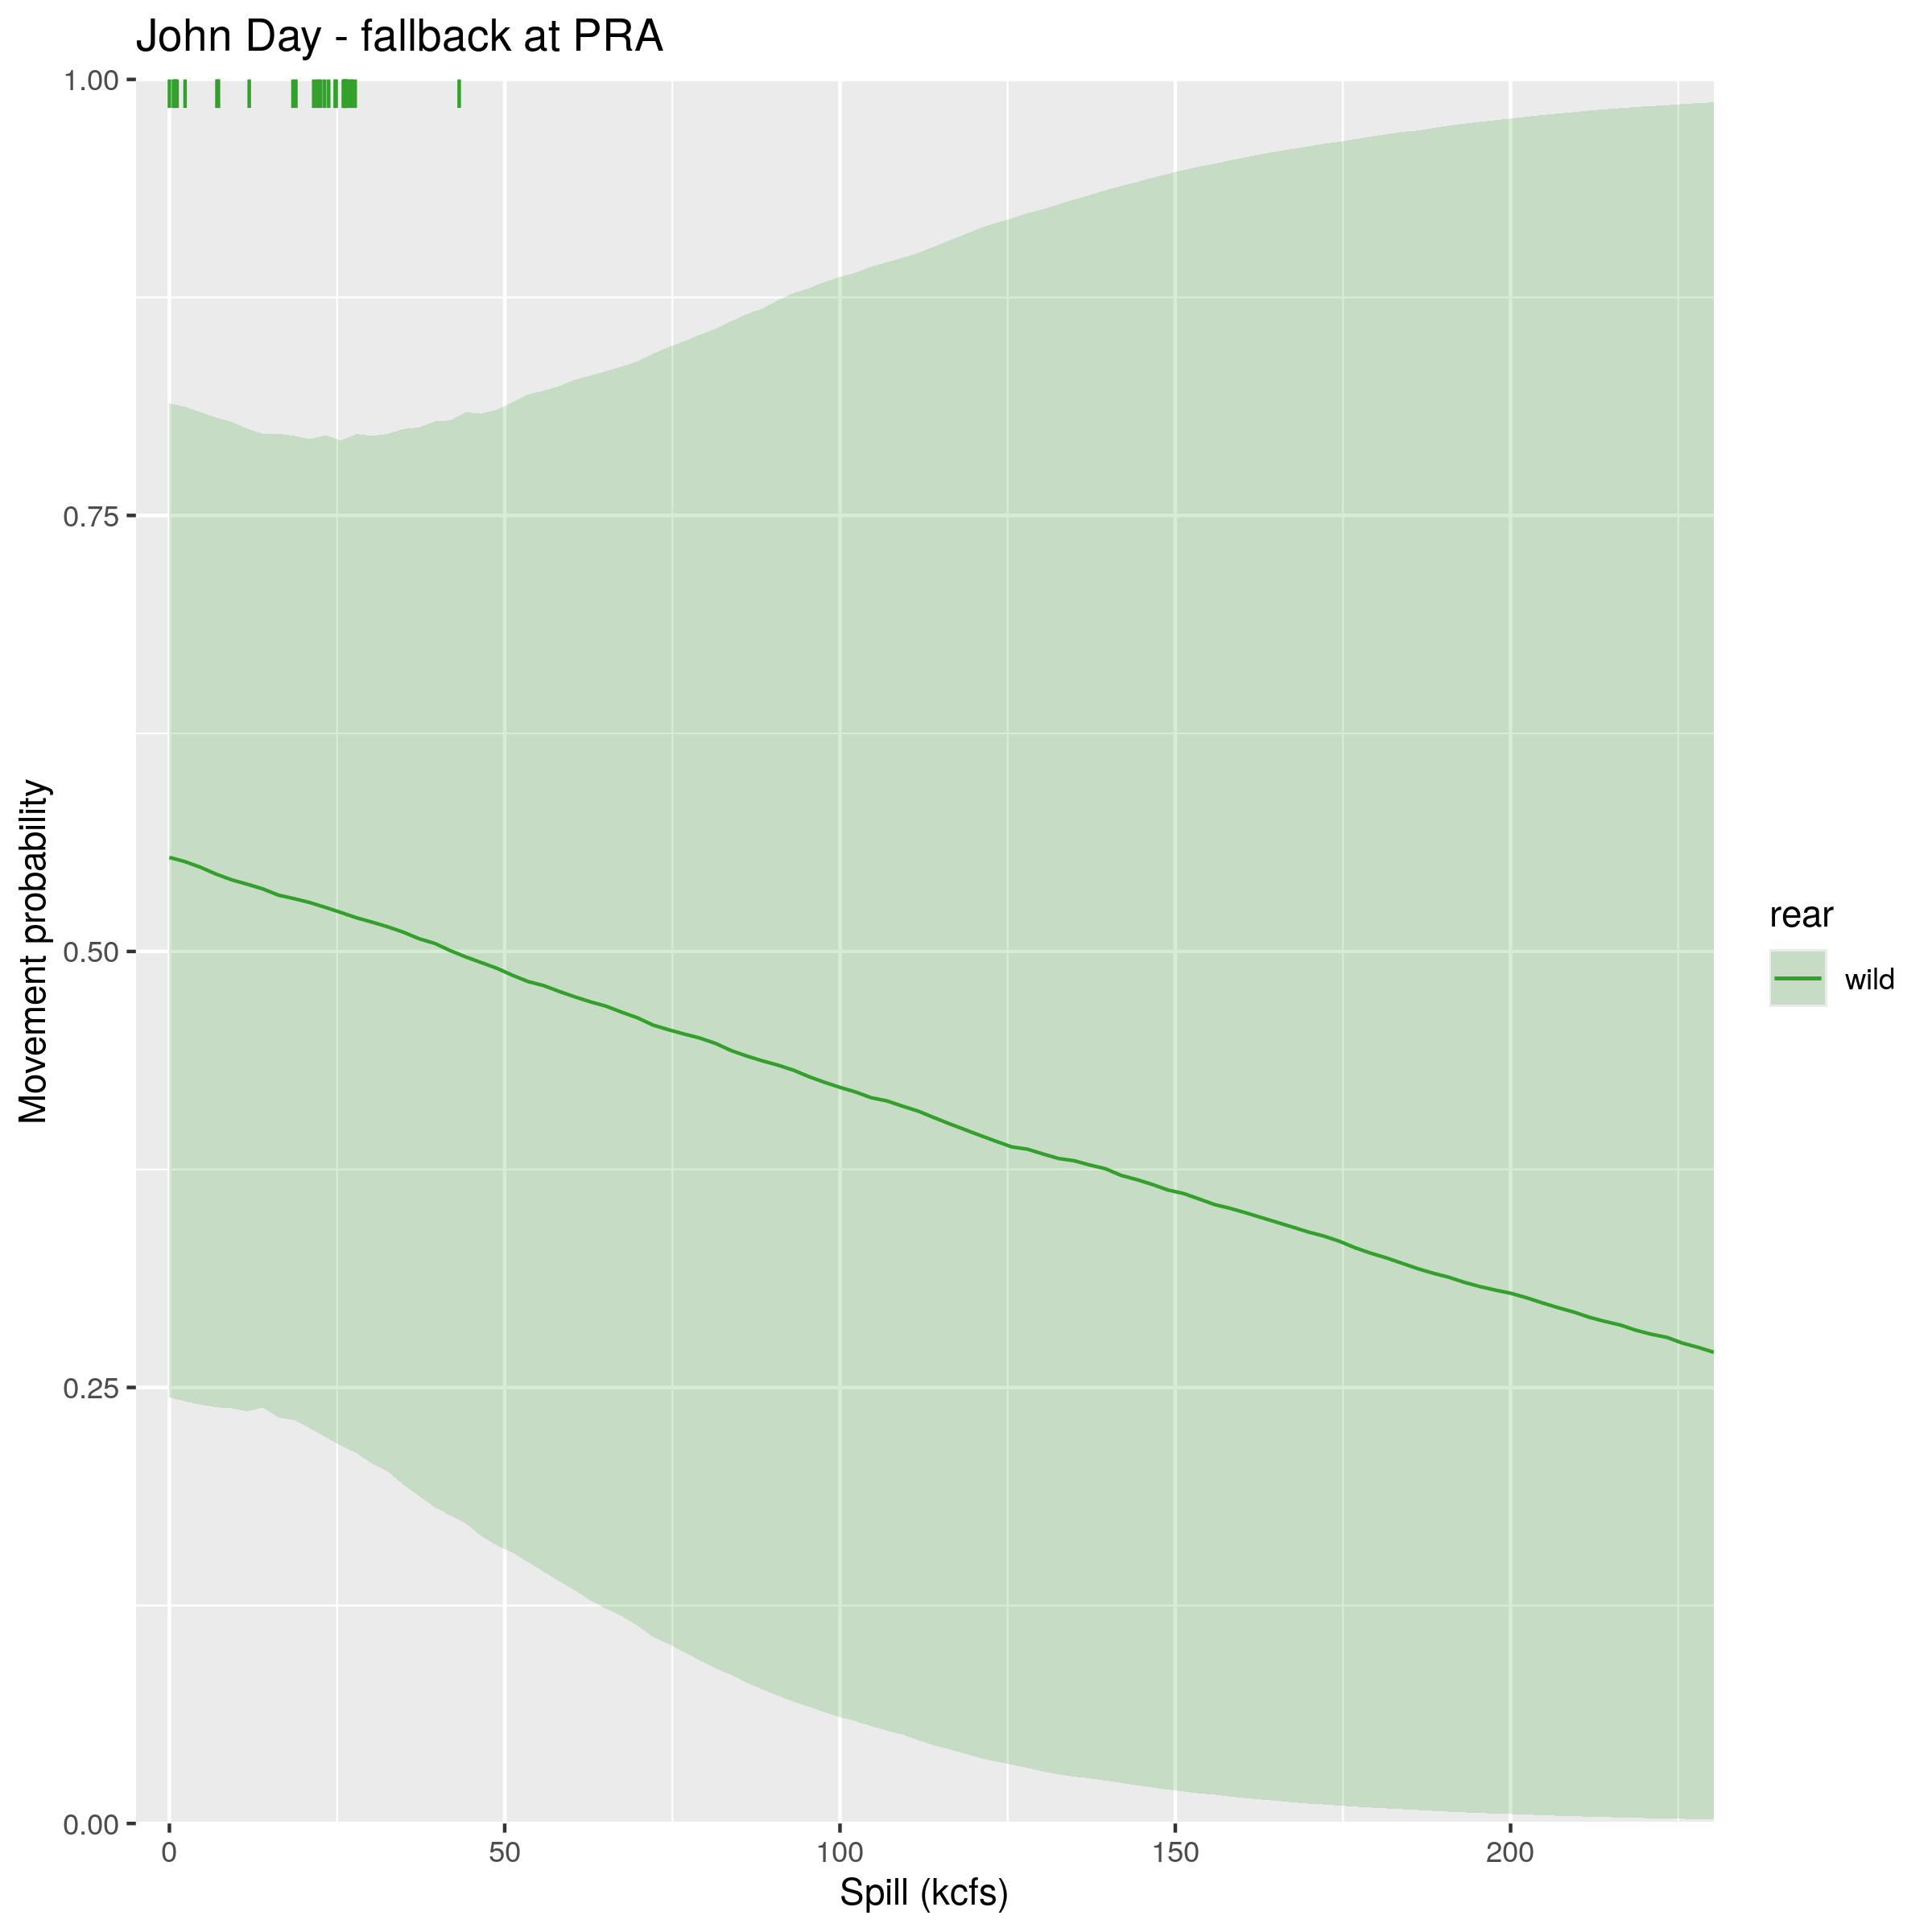 John Day - fallback at PRA
1.00
0.75
0.50
0.25
0.00
Movement probability
0
50
100
150
200
Spill (kcfs)
rear
wild